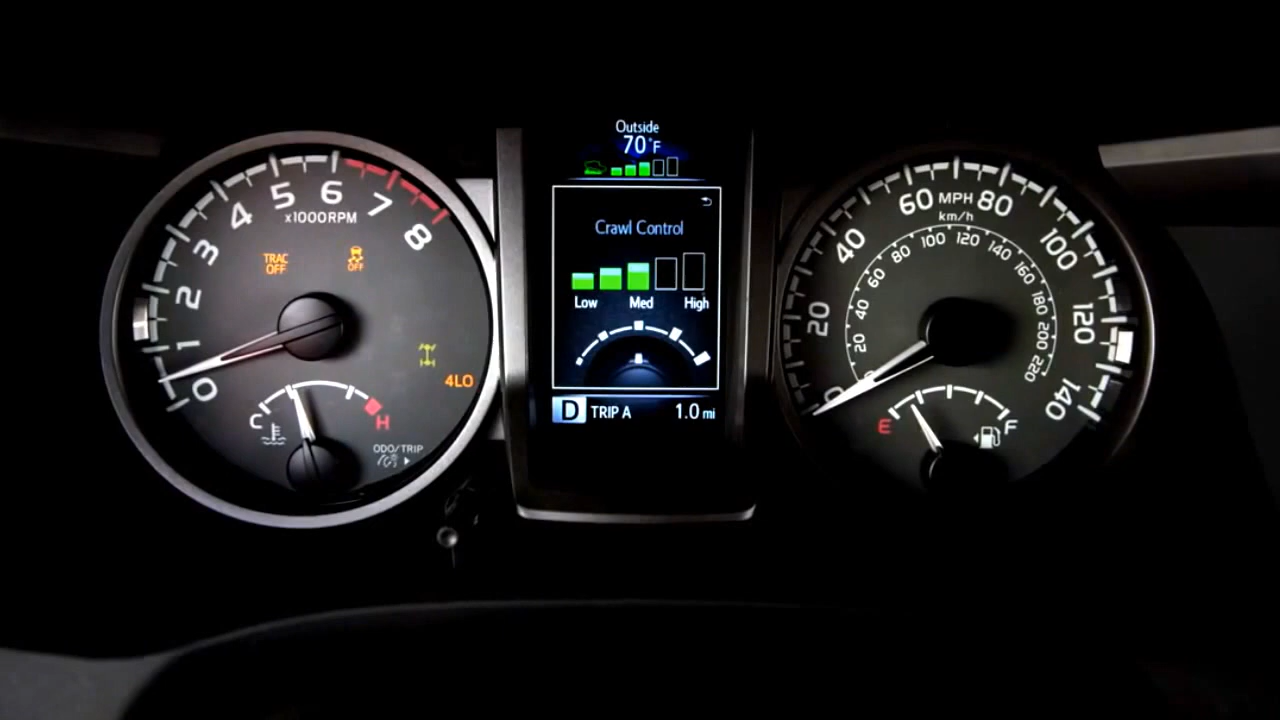 0
1
2
3
4
5
6
7
8
x1000RPM
TRAC
OFF
OFF
4LO
C
H
ODO/TRIP
Outside
70°F
Crawl Control
Low Med High
D TRIP A 1.0 mi
0
20
40
60
80
100
120
140
MPH
km/h
0
20
40
60
80
100
120
140
160
180
200
220
E
F